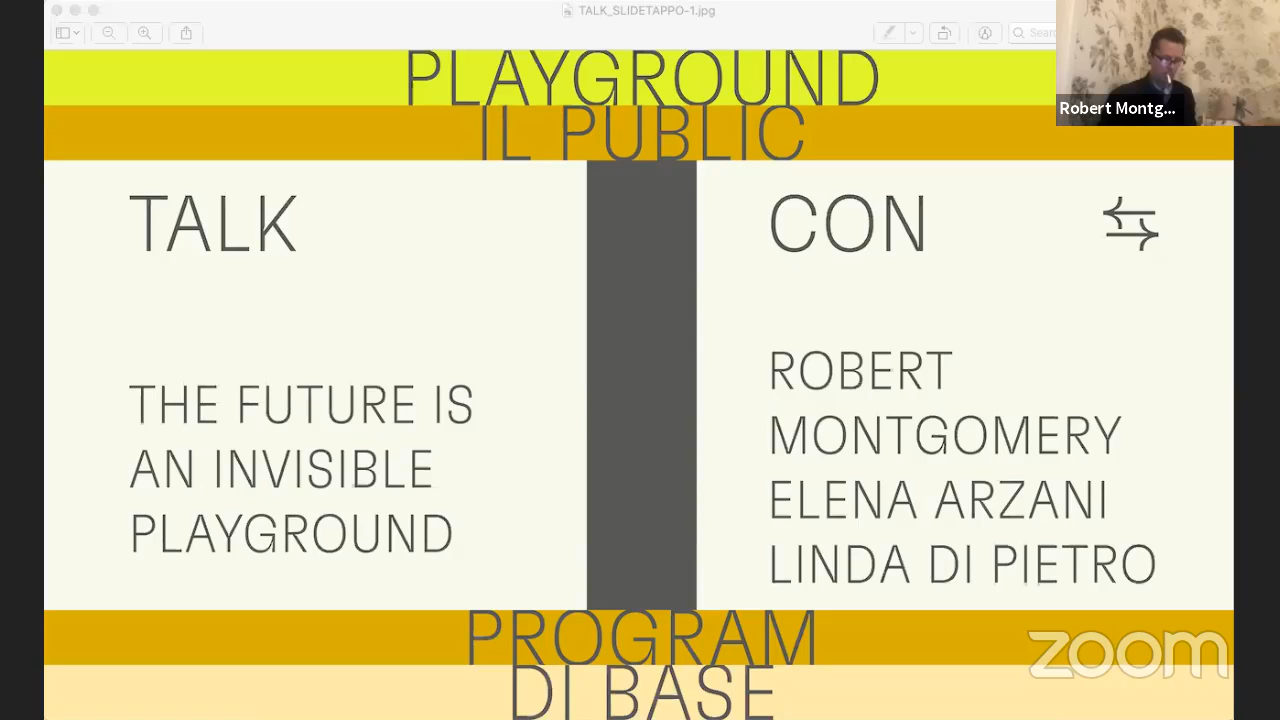 TALK_SLIDETAPPO-1.jpg
Sear
PLAYGROUND
IL PUBLIC
Robert Montg...
TALK
THE FUTURE IS
AN INVISIBLE
PLAYGROUND
CON
ROBERT
MONTGOMERY
ELENA ARZANI
LINDA DI PIETRO
PROGRAM
DI BASE
zoom